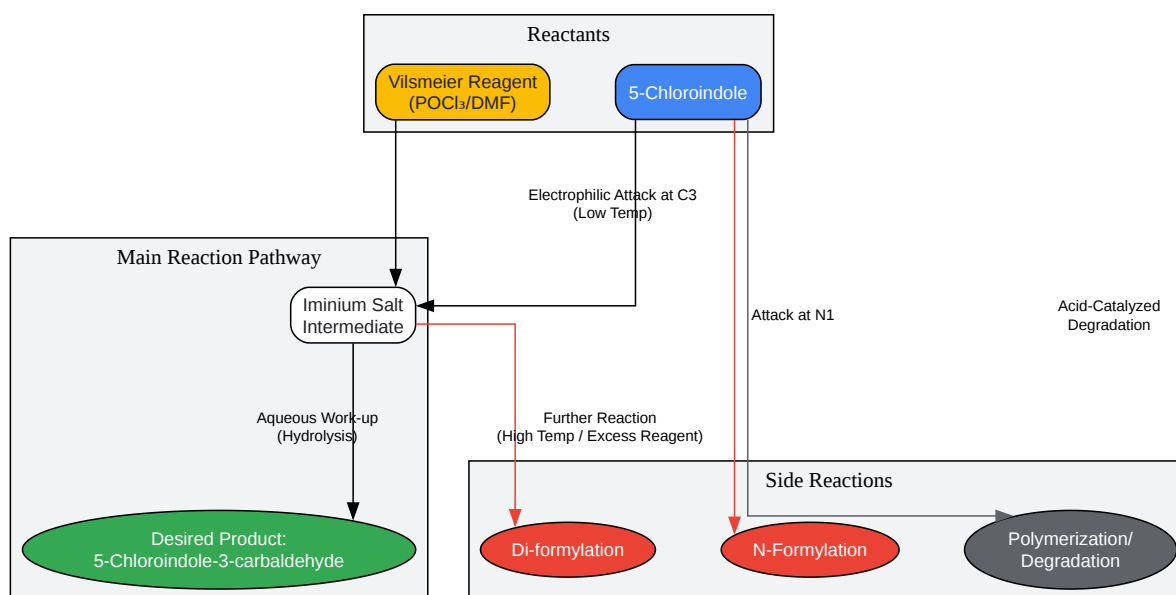 Reactants
Vilsmeier Reagent
(POCl₃/DMF)
5-Chloroindole
Electrophilic Attack at C3
(Low Temp)
Main Reaction Pathway
Iminium Salt
Intermediate
Attack at N1
Acid-Catalyzed
Degradation
Aqueous Work-up
(Hydrolysis)
Further Reaction
(High Temp / Excess Reagent)
Side Reactions
Desired Product:
5-Chloroindole-3-carbaldehyde
Di-formylation
N-Formylation
Polymerization/
Degradation